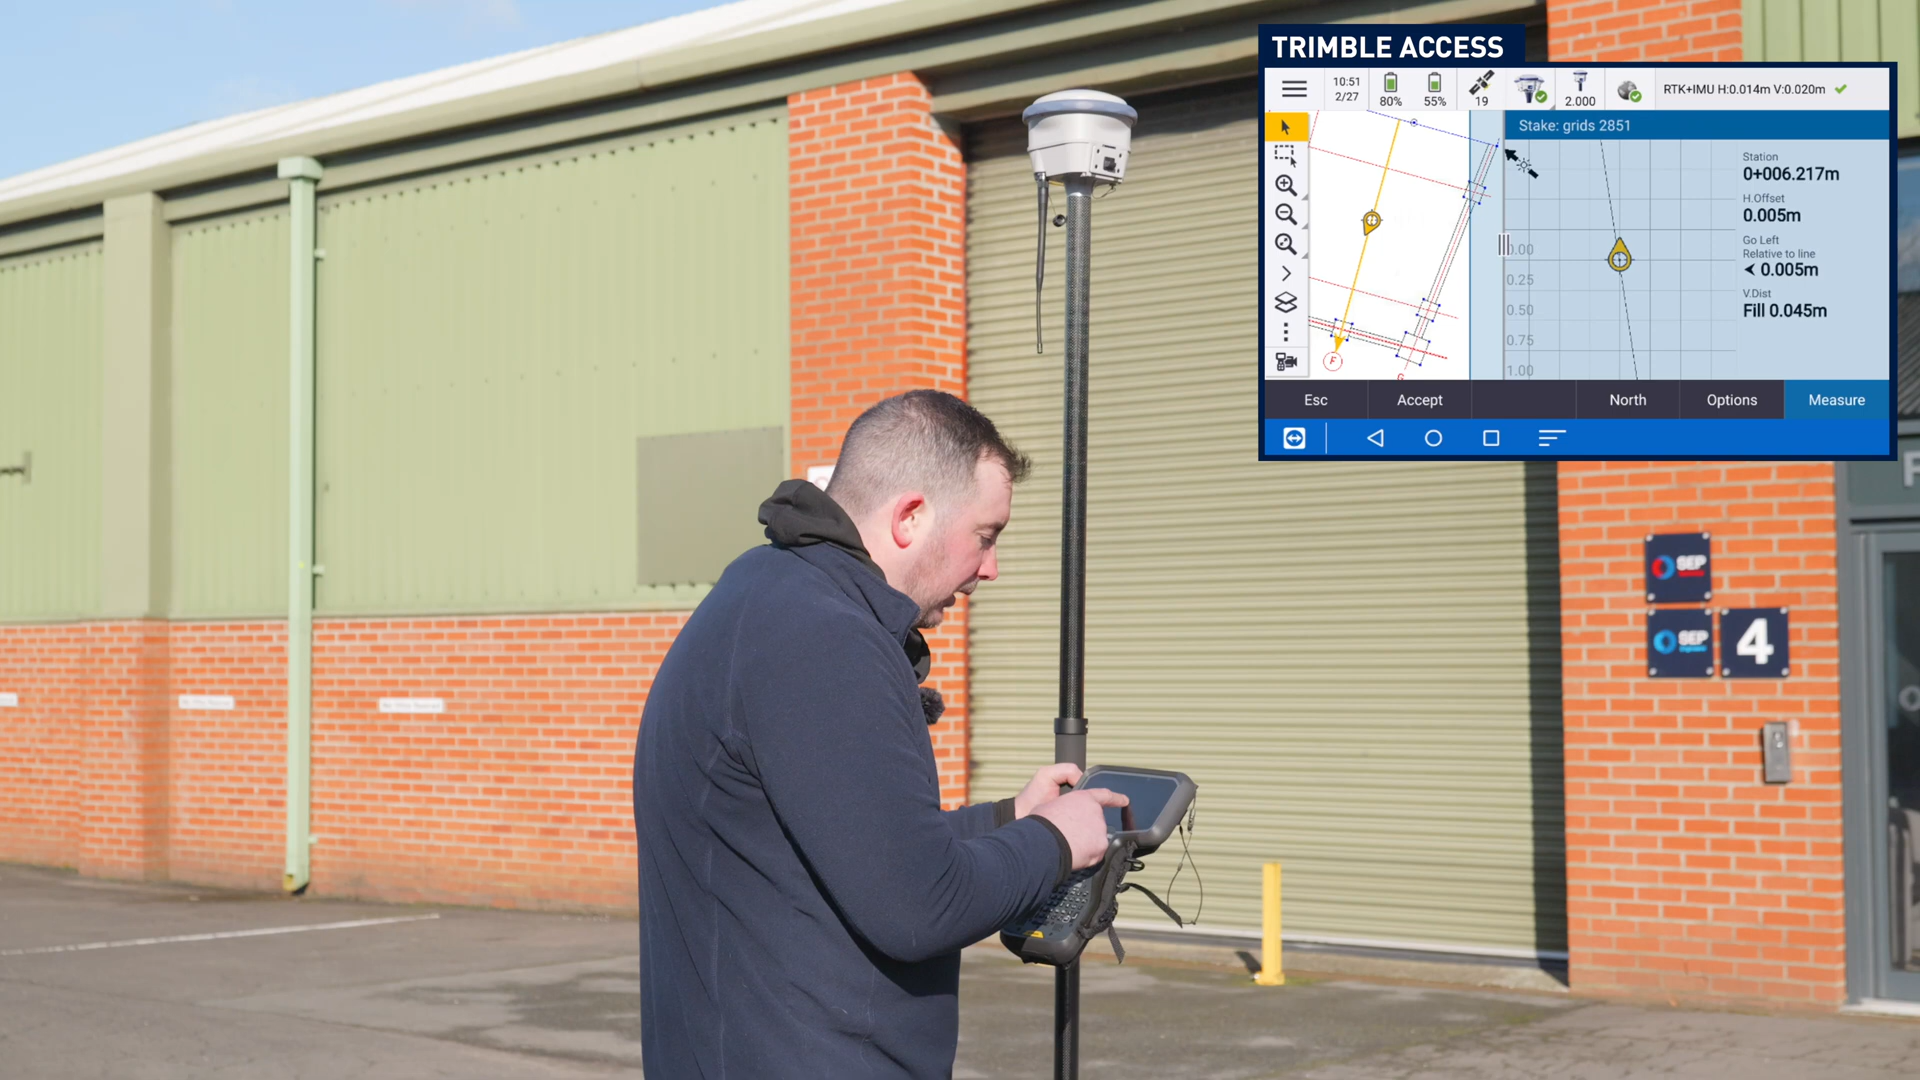 TRIMBLE ACCESS
10:51
2/27
80%
55%
19
2.000
RTK+IMU H:0.014m V:0.020m
Stake: grids 2851
Station
0+006.217m
H.Offset
0.005m
Go Left
Relative to line
0.005m
V.Dist
Fill 0.045m
0.00
0.25
0.50
0.75
1.00
F
G
Esc
Accept
North
Options
Measure
SEP
SEP
4